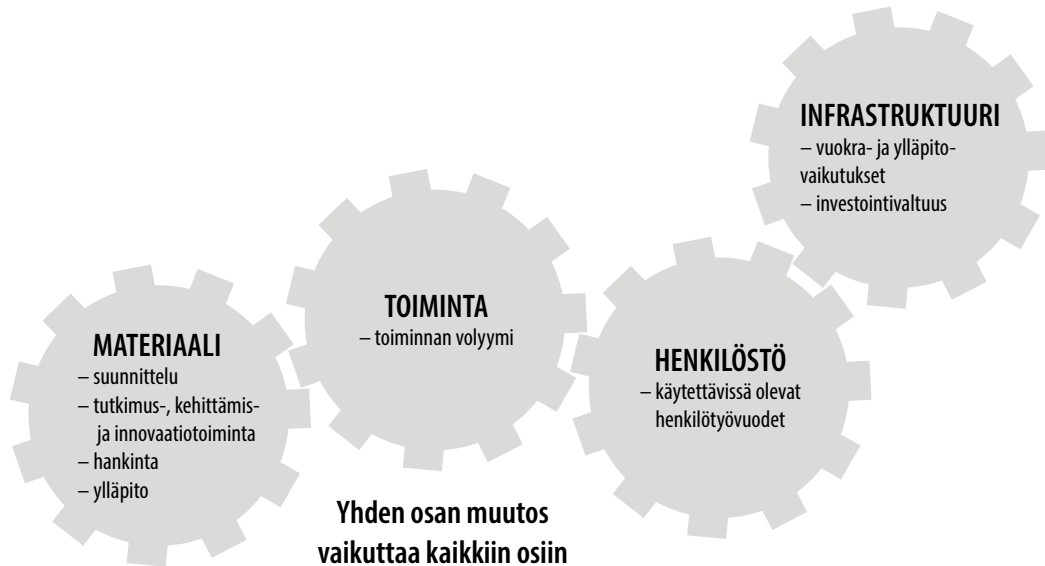 MATERIAALI
– suunnittelu
– tutkimus-, kehittämis-
ja innovaatiotoiminta
– hankinta
– ylläpito
TOIMINTA
– toiminnan volyymi
HENKILÖSTÖ
– käytettävissä olevat
henkilötyövuodet
INFRASTRUKTUURI
– vuokra- ja ylläpito-
vaikutukset
– investointivaltuus
Yhden osan muutos
vaikuttaa kaikkiin osiin